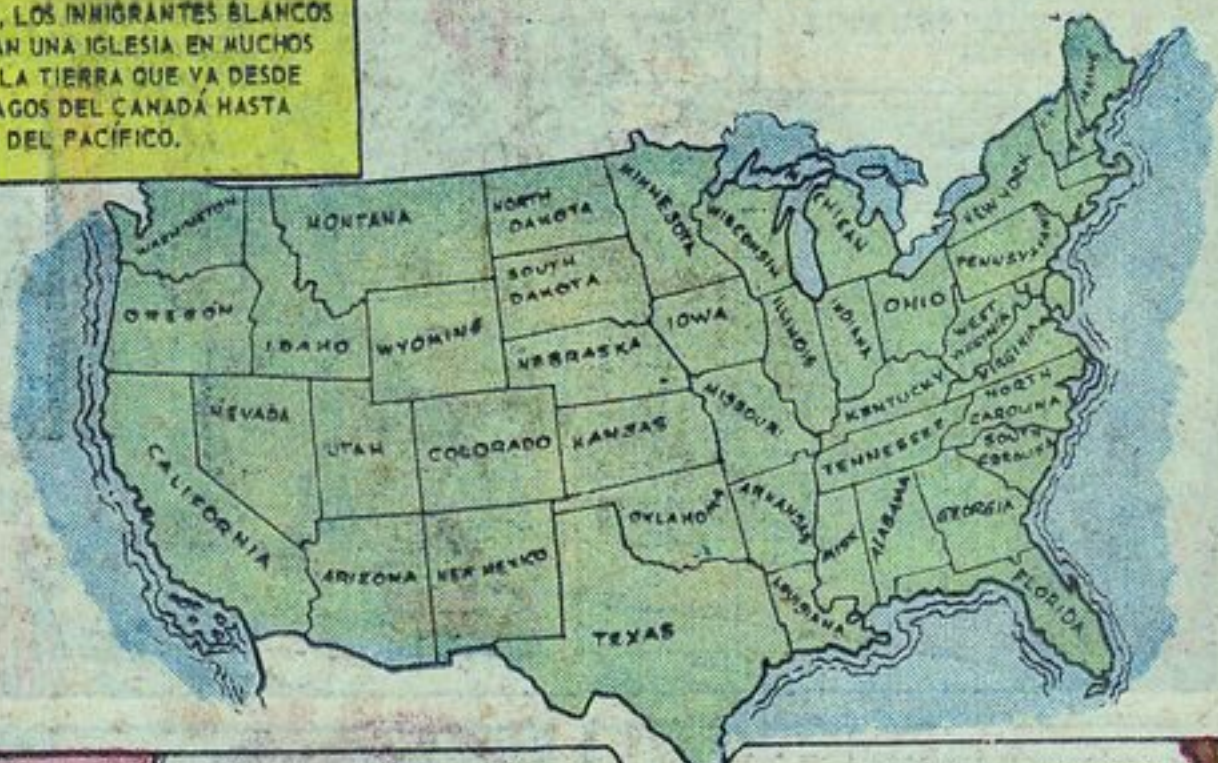 , LOS INMIGRANTES BLANCOS
AN UNA IGLESIA EN MUCHOS
LA TIERRA QUE VA DESDE
AGOS DEL CANADÁ HASTA
DEL PACÍFICO.
MAINE
WASHINGTON
MONTANA
NORTH
DAKOTA
MINNESOTA
WISCONSIN
NEW YORK
OREGON
IDAHO
WYOMING
SOUTH
DAKOTA
IOWA
ILLINOIS
INDIANA
OHIO
WEST
VIRGINIA
VIRGINIA
NEBRASKA
NEVADA
UTAH
COLORADO
KANSAS
MISSOURI
KENTUCKY
NORTH
CAROLINA
TENNESSEE
SOUTH
CAROLINA
CALIFORNIA
ARIZONA
NEW MEXICO
OKLAHOMA
ARKANSAS
MISS
ALABAMA
GEORGIA
TEXAS
LOUISIANA
FLORIDA